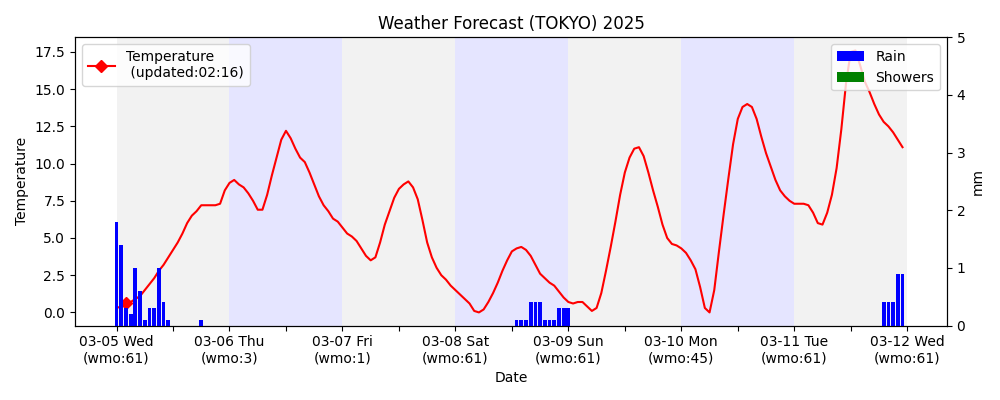 Weather Forecast (TOKYO) 2025
Temperature
(updated:02:16)
Rain
Showers
17.5
15.0
12.5
10.0
7.5
5.0
2.5
0.0
Temperature
5
4
3
2
1
0
mm
03-05 Wed
(wmo:61)
03-06 Thu
(wmo:3)
03-07 Fri
(wmo:1)
03-08 Sat
(wmo:61)
03-09 Sun
(wmo:61)
03-10 Mon
(wmo:45)
03-11 Tue
(wmo:61)
03-12 Wed
(wmo:61)
Date